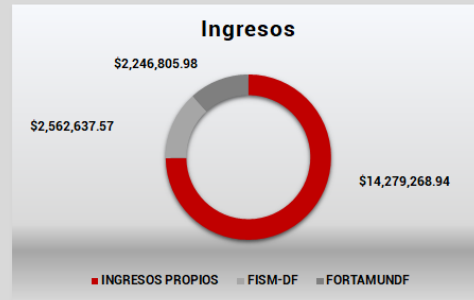 Ingresos
$2,246,805.98
$2,562,637.57
$14,279,268.94
INGRESOS PROPIOS FISM-DF FORTAMUNDF